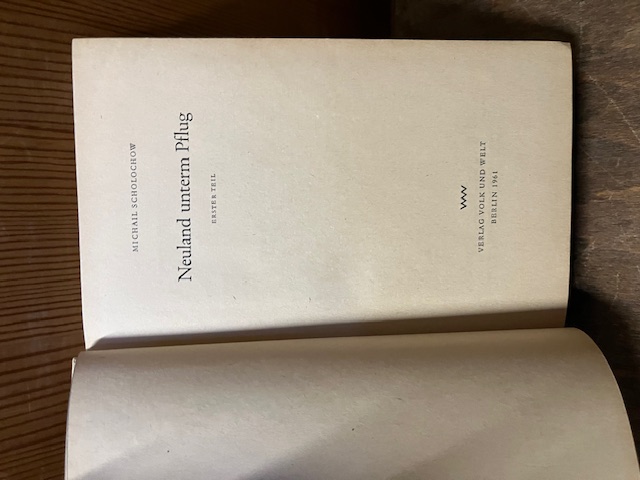 MICHAIL SCHOLOCHOW
Neuland unterm Pflug
ERSTER TEIL
VERLAG VOLK UND WELT
BERLIN 1961